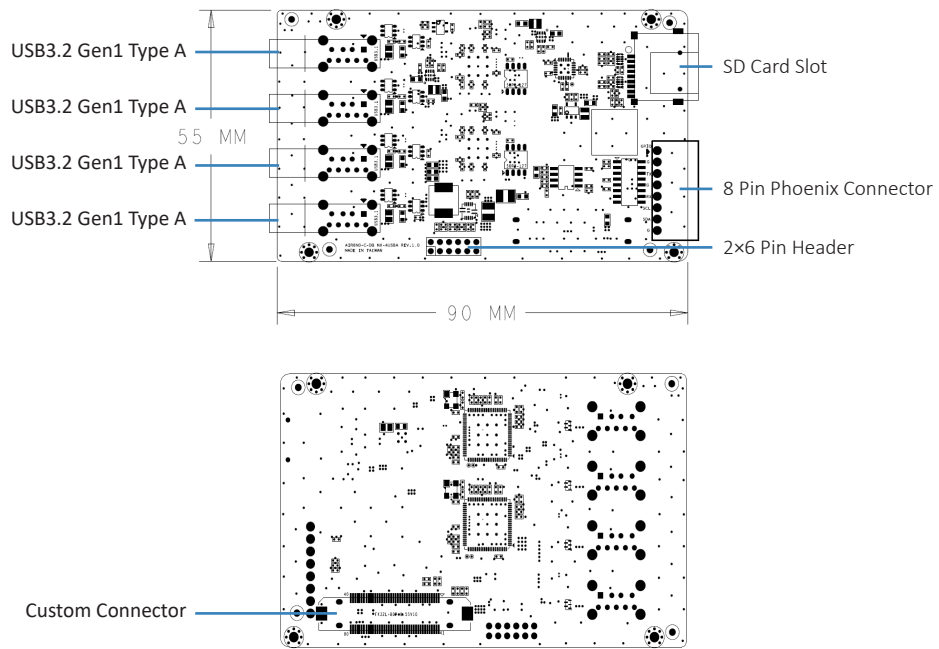 USB3.2 Gen1 Type A
SD Card Slot
USB3.2 Gen1 Type A
55 MM
USB3.2 Gen1 Type A
8 Pin Phoenix Connector
USB3.2 Gen1 Type A
2×6 Pin Header
MADE IN TAIWAN
90 MM
Custom Connector